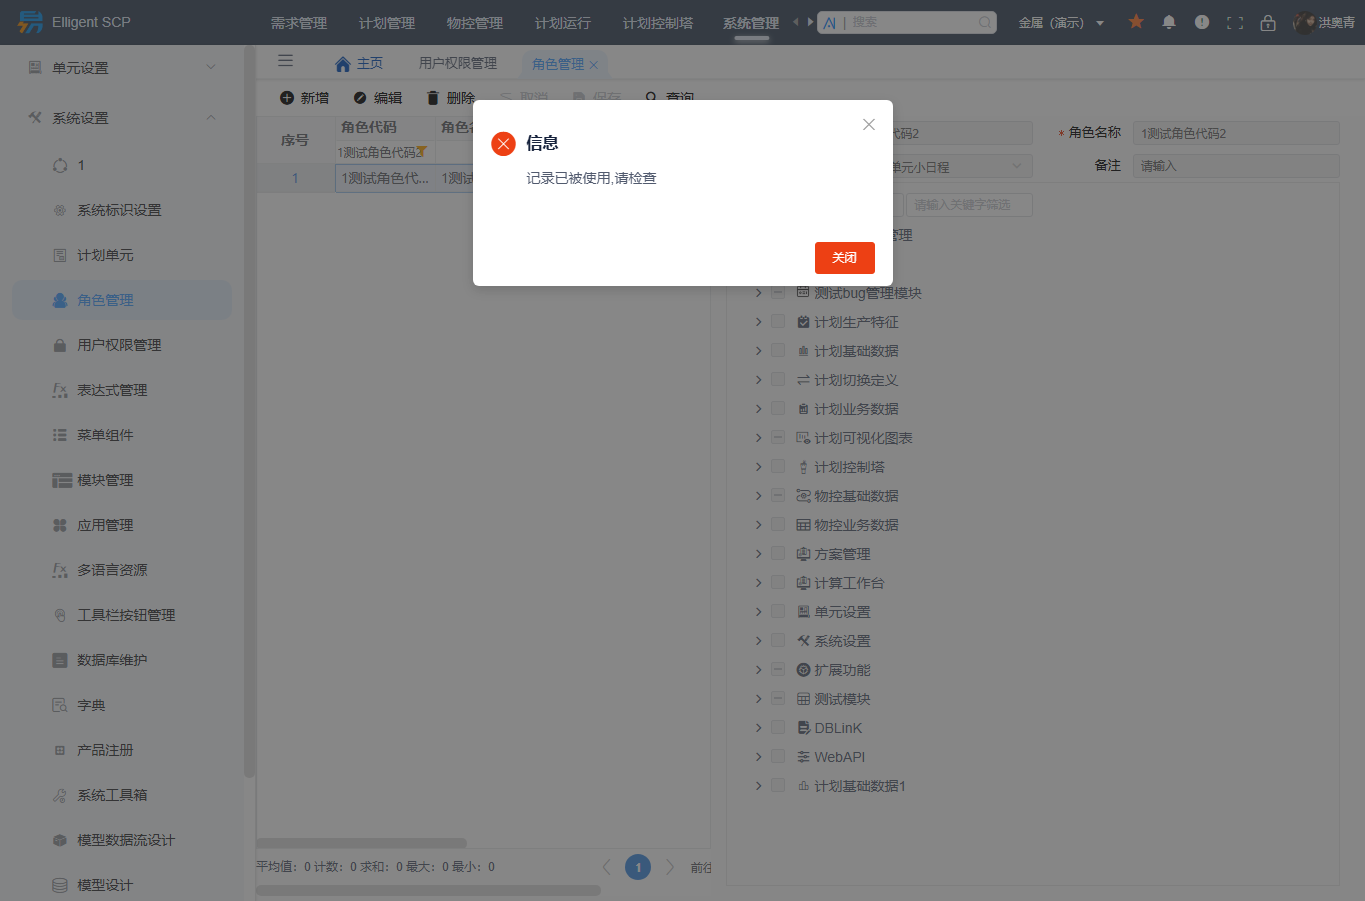 Elligent SCP
需求管理 计划管理 物控管理 计划运行 计划控制塔 系统管理
AI | 搜索
金属（演示）
洪奥青
单元设置
系统设置
1
系统标识设置
计划单元
角色管理
用户权限管理
表达式管理
菜单组件
模块管理
应用管理
多语言资源
工具栏按钮管理
数据库维护
字典
产品注册
系统工具箱
模型数据流设计
模型设计
主页 用户权限管理 角色管理
新增 编辑 删除 取消 保存 查询
序号 角色代码 角色
1测试角色代码2
1 1测试角色代... 1测
平均值：0 计数：0 求和：0 最大：0 最小：0
1 前往
信息
记录已被使用,请检查
关闭
代码2
* 角色名称 1测试角色代码2
单元小日程
备注 请输入
请输入关键字筛选
管理
测试bug管理模块
计划生产特征
计划基础数据
计划切换定义
计划业务数据
计划可视化图表
计划控制塔
物控基础数据
物控业务数据
方案管理
计算工作台
单元设置
系统设置
扩展功能
测试模块
DBLinK
WebAPI
计划基础数据1